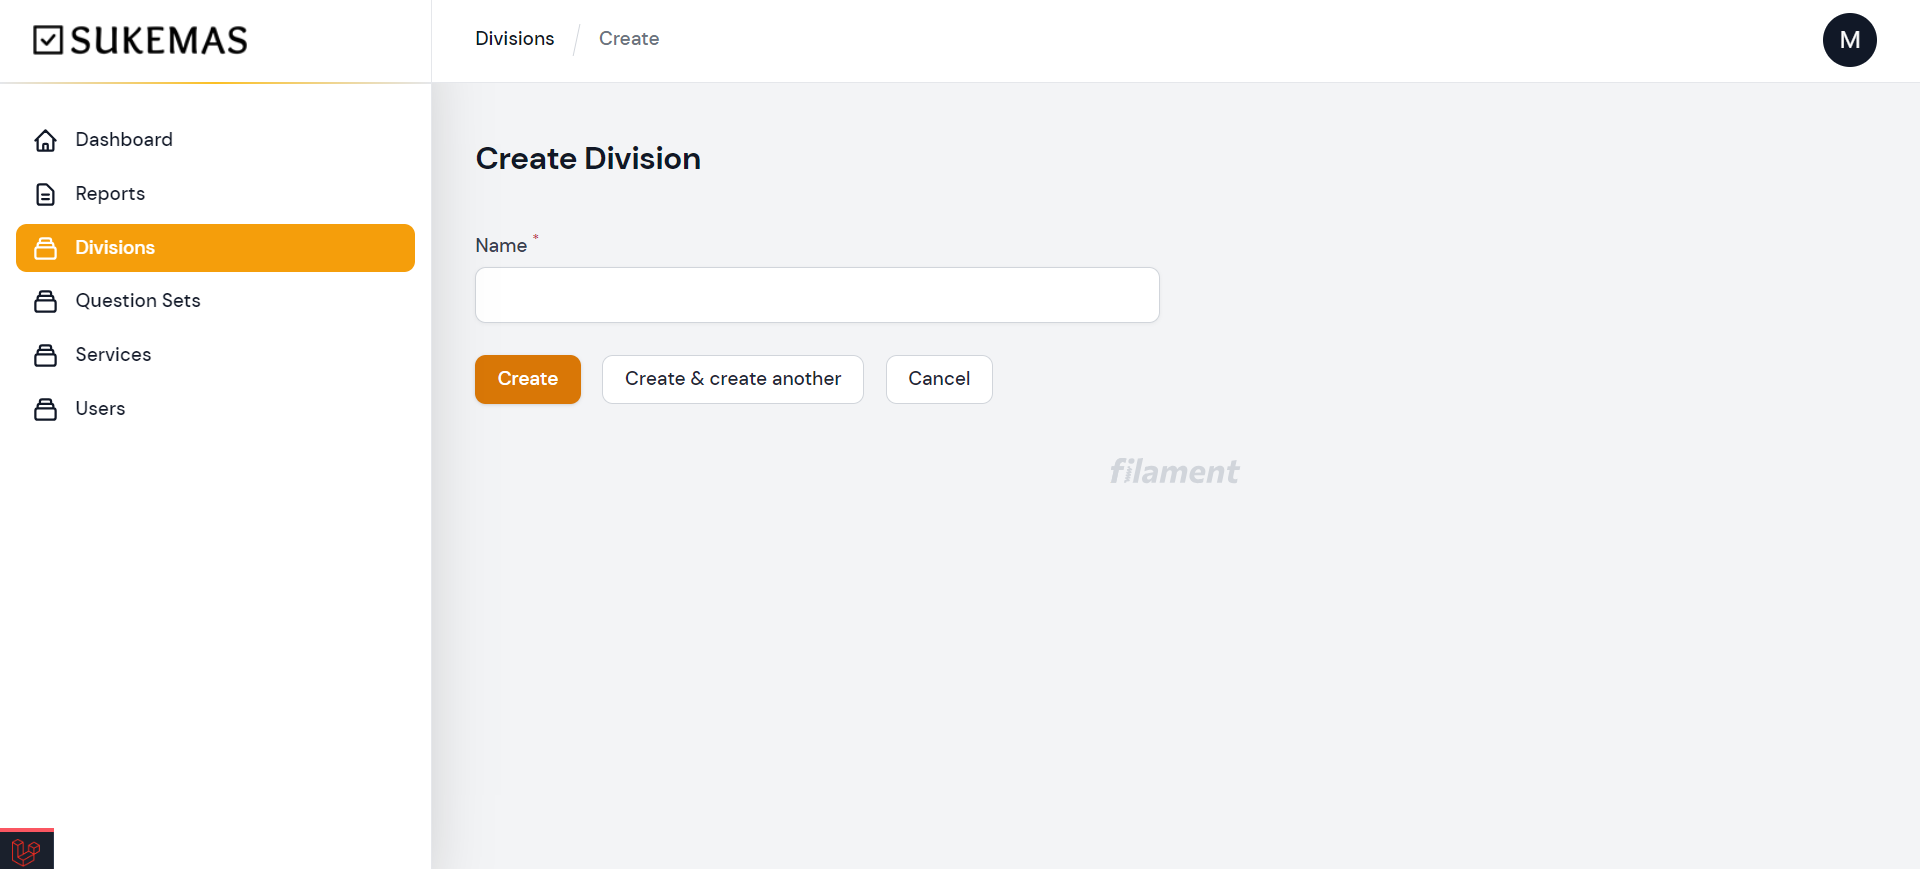 SUKEMAS
Divisions / Create
M
Dashboard
Reports
Divisions
Question Sets
Services
Users
Create Division
Name *
Create
Create & create another
Cancel
filament